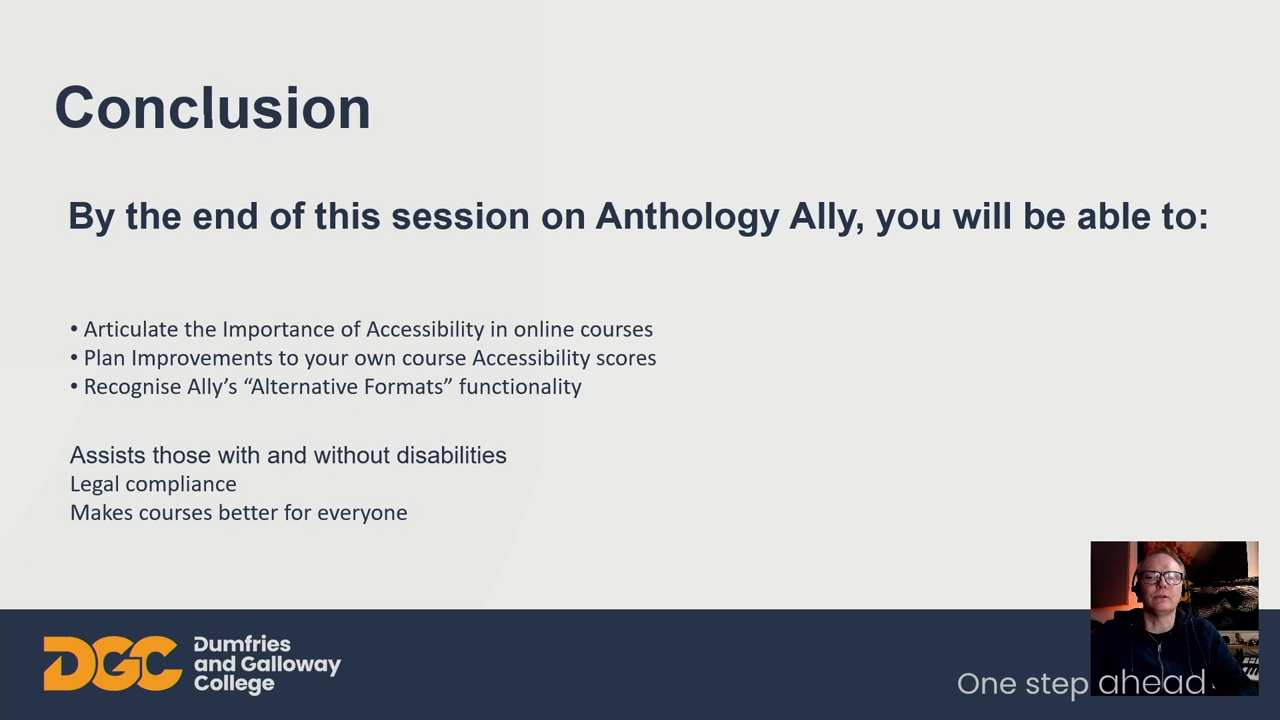 Conclusion
By the end of this session on Anthology Ally, you will be able to:
• Articulate the Importance of Accessibility in online courses
• Plan Improvements to your own course Accessibility scores
• Recognise Ally’s “Alternative Formats” functionality
Assists those with and without disabilities
Legal compliance
Makes courses better for everyone
DGC
Dumfries
and Galloway
College
One step ahead